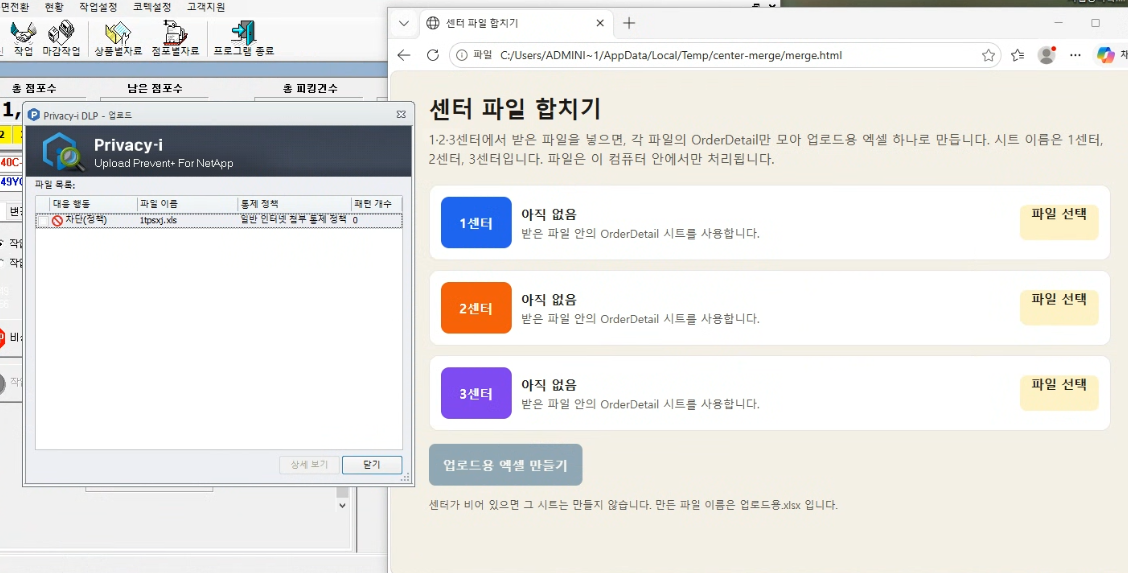 면전환 현황 작업설정 코텍설정 고객지원
작업 마감작업 상품별자료 점포별자료 프로그램 종료
총 점포수 남은 점포수 총 피킹건수
1,
2
40C-
49Y
Privacy-i DLP - 업로드
Privacy-i
Upload Prevent+ For NetApp
파일 목록:
대응 행동 파일 이름 통제 정책 패턴 개수
차단(정책) 1tpsxj.xls 일반 인터넷 첨부 통제 정책 0
상세 보기 닫기
센터 파일 합치기
파일 C:/Users/ADMINI~1/AppData/Local/Temp/center-merge/merge.html
센터 파일 합치기
1·2·3센터에서 받은 파일을 넣으면, 각 파일의 OrderDetail만 모아 업로드용 엑셀 하나로 만듭니다. 시트 이름은 1센터,
2센터, 3센터입니다. 파일은 이 컴퓨터 안에서만 처리됩니다.
1센터 아직 없음 파일 선택
받은 파일 안의 OrderDetail 시트를 사용합니다.
2센터 아직 없음 파일 선택
받은 파일 안의 OrderDetail 시트를 사용합니다.
3센터 아직 없음 파일 선택
받은 파일 안의 OrderDetail 시트를 사용합니다.
업로드용 엑셀 만들기
센터가 비어 있으면 그 시트는 만들지 않습니다. 만든 파일 이름은 업로드용.xlsx 입니다.